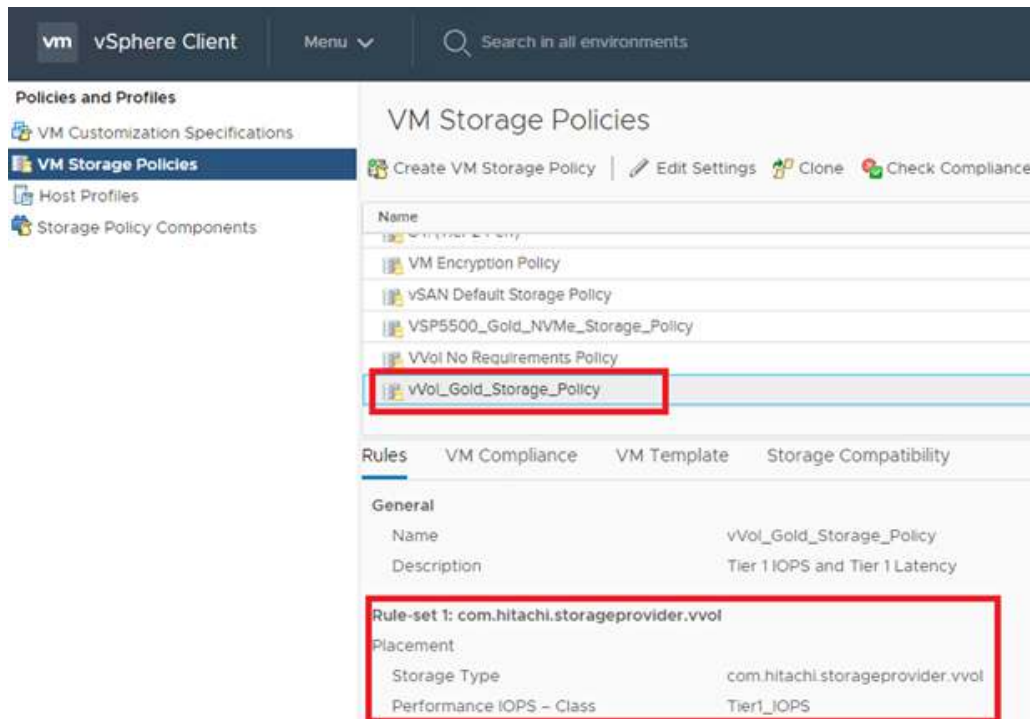 vm vSphere Client Menu Search in all environments
Policies and Profiles
VM Customization Specifications
VM Storage Policies
Host Profiles
Storage Policy Components
VM Storage Policies
Create VM Storage Policy Edit Settings Clone Check Compliance
Name
VM Encryption Policy
vSAN Default Storage Policy
VSP5500_Gold_NVMe_Storage_Policy
VVol No Requirements Policy
vVol_Gold_Storage_Policy
Rules VM Compliance VM Template Storage Compatibility
General
Name vVol_Gold_Storage_Policy
Description Tier 1 IOPS and Tier 1 Latency
Rule-set 1: com.hitachi.storageprovider.vvol
Placement
Storage Type com.hitachi.storageprovider.vvol
Performance IOPS – Class Tier1_IOPS